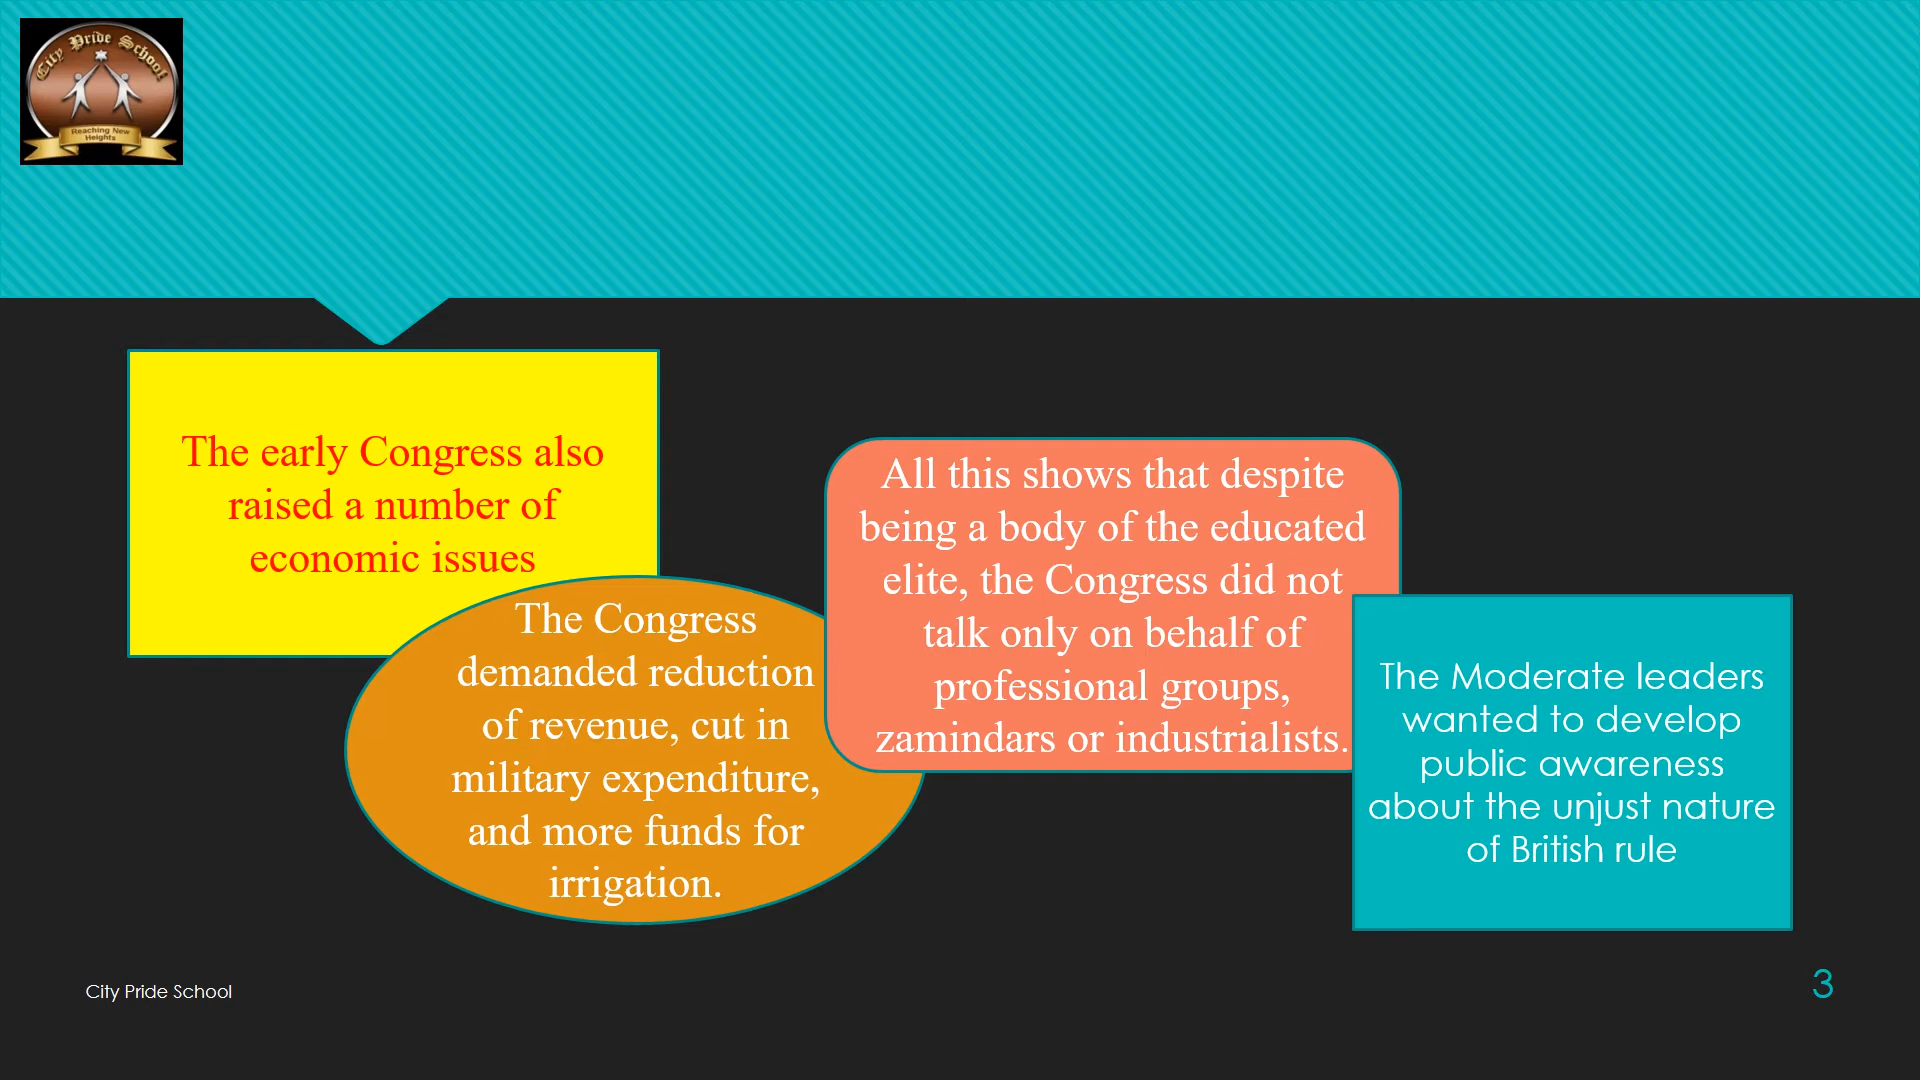 City Pride School
Reaching New
Heights
The early Congress also
raised a number of
economic issues
The Congress
demanded reduction
of revenue, cut in
military expenditure,
and more funds for
irrigation.
All this shows that despite
being a body of the educated
elite, the Congress did not
talk only on behalf of
professional groups,
zamindars or industrialists.
The Moderate leaders
wanted to develop
public awareness
about the unjust nature
of British rule
City Pride School
3